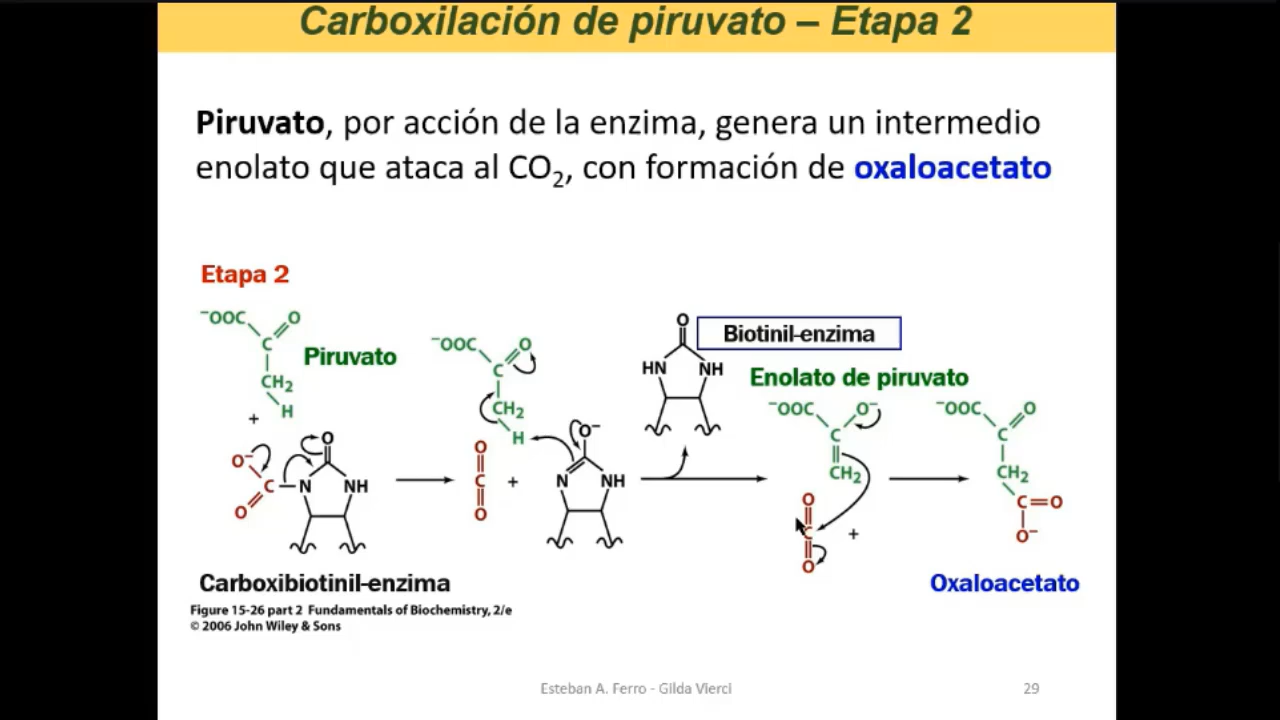 Carboxilación de piruvato – Etapa 2
Piruvato, por acción de la enzima, genera un intermedio
enolato que ataca al CO₂, con formación de oxaloacetato
Etapa 2
⁻OOC
O
C
Piruvato
CH₂
H
+
O⁻
C
O
N
O
NH
Carboxibiotinil-enzima
⁻OOC
O
C
CH₂
H
O
C
O
+
O⁻
N
NH
O
HN
NH
Biotinil-enzima
Enolato de piruvato
⁻OOC
O⁻
C
CH₂
O
C
O
+
⁻OOC
O
C
CH₂
C=O
O⁻
Oxaloacetato
Figure 15-26 part 2 Fundamentals of Biochemistry, 2/e
© 2006 John Wiley & Sons
Esteban A. Ferro - Gilda Vierci
29